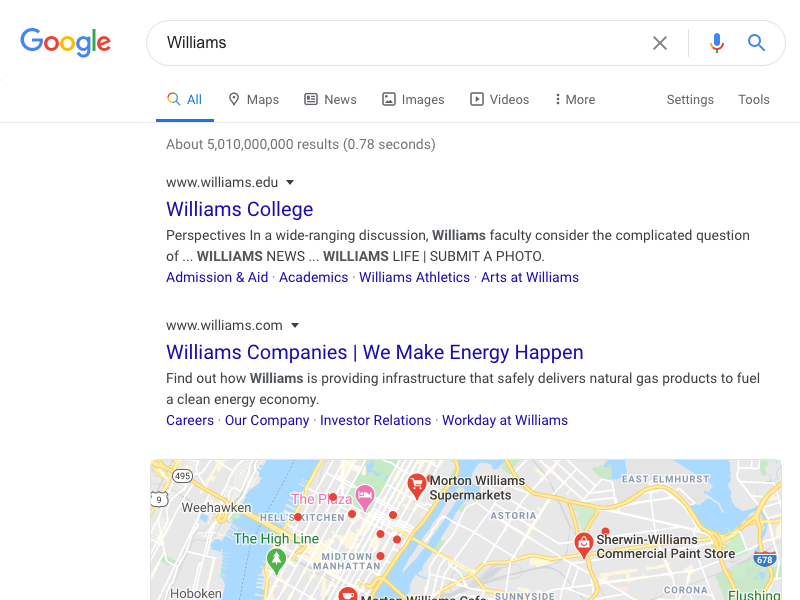 Google
Williams
All Maps News Images Videos More Settings Tools
About 5,010,000,000 results (0.78 seconds)
www.williams.edu
Williams College
Perspectives In a wide-ranging discussion, Williams faculty consider the complicated question
of ... WILLIAMS NEWS ... WILLIAMS LIFE | SUBMIT A PHOTO.
Admission & Aid · Academics · Williams Athletics · Arts at Williams
www.williams.com
Williams Companies | We Make Energy Happen
Find out how Williams is providing infrastructure that safely delivers natural gas products to fuel
a clean energy economy.
Careers · Our Company · Investor Relations · Workday at Williams
495
9
Weehawken
The Plaza
HELL'S KITCHEN
The High Line
MIDTOWN
MANHATTAN
Hoboken
Morton Williams
Supermarkets
ASTORIA
EAST ELMHURST
Sherwin-Williams
Commercial Paint Store
678
CORONA
Flushing
SUNNYSIDE
Morton Williams Cafe